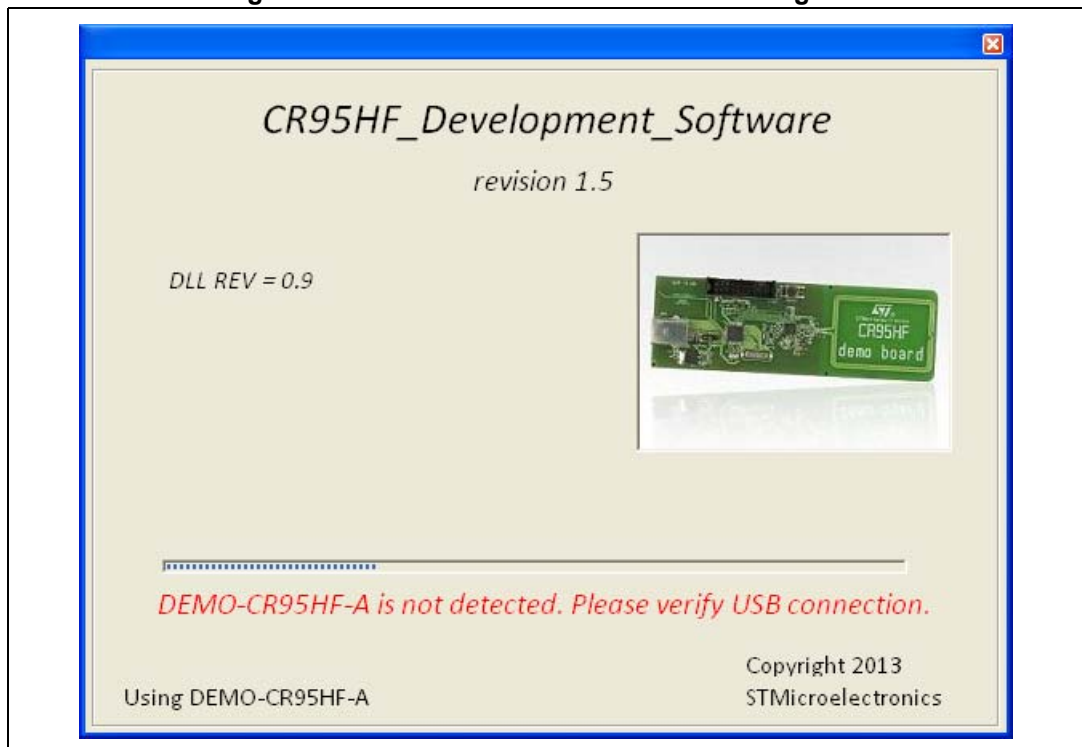 CR95HF_Development_Software
revision 1.5
DLL REV = 0.9
CR95HF
demo board
DEMO-CR95HF-A is not detected. Please verify USB connection.
Copyright 2013
Using DEMO-CR95HF-A
STMicroelectronics